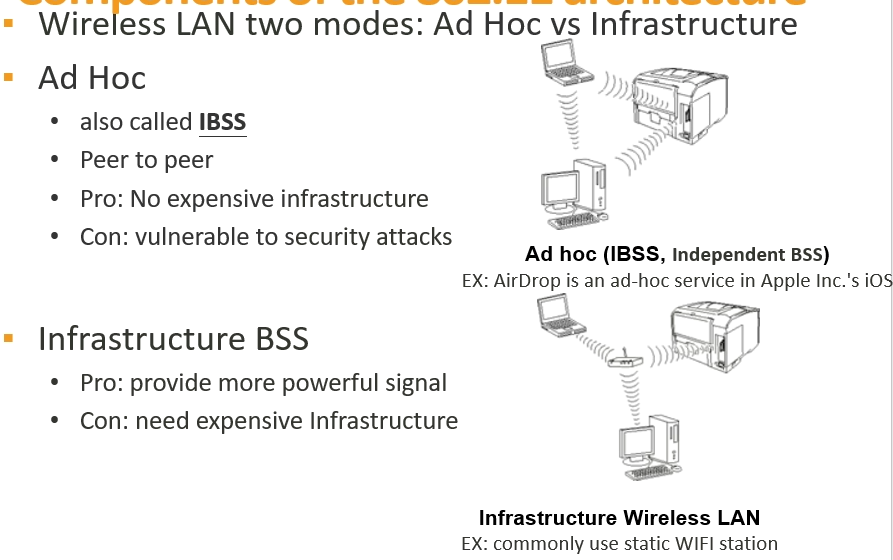 Components of the 802.11 architecture
Wireless LAN two modes: Ad Hoc vs Infrastructure
Ad Hoc
also called IBSS
Peer to peer
Pro: No expensive infrastructure
Con: vulnerable to security attacks
Ad hoc (IBSS, Independent BSS)
EX: AirDrop is an ad-hoc service in Apple Inc.'s iOS
Infrastructure BSS
Pro: provide more powerful signal
Con: need expensive Infrastructure
Infrastructure Wireless LAN
EX: commonly use static WIFI station